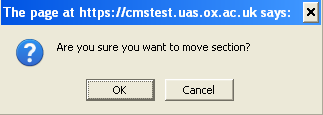 The page at https://cmstest.uas.ox.ac.uk says:
Are you sure you want to move section?
OK Cancel